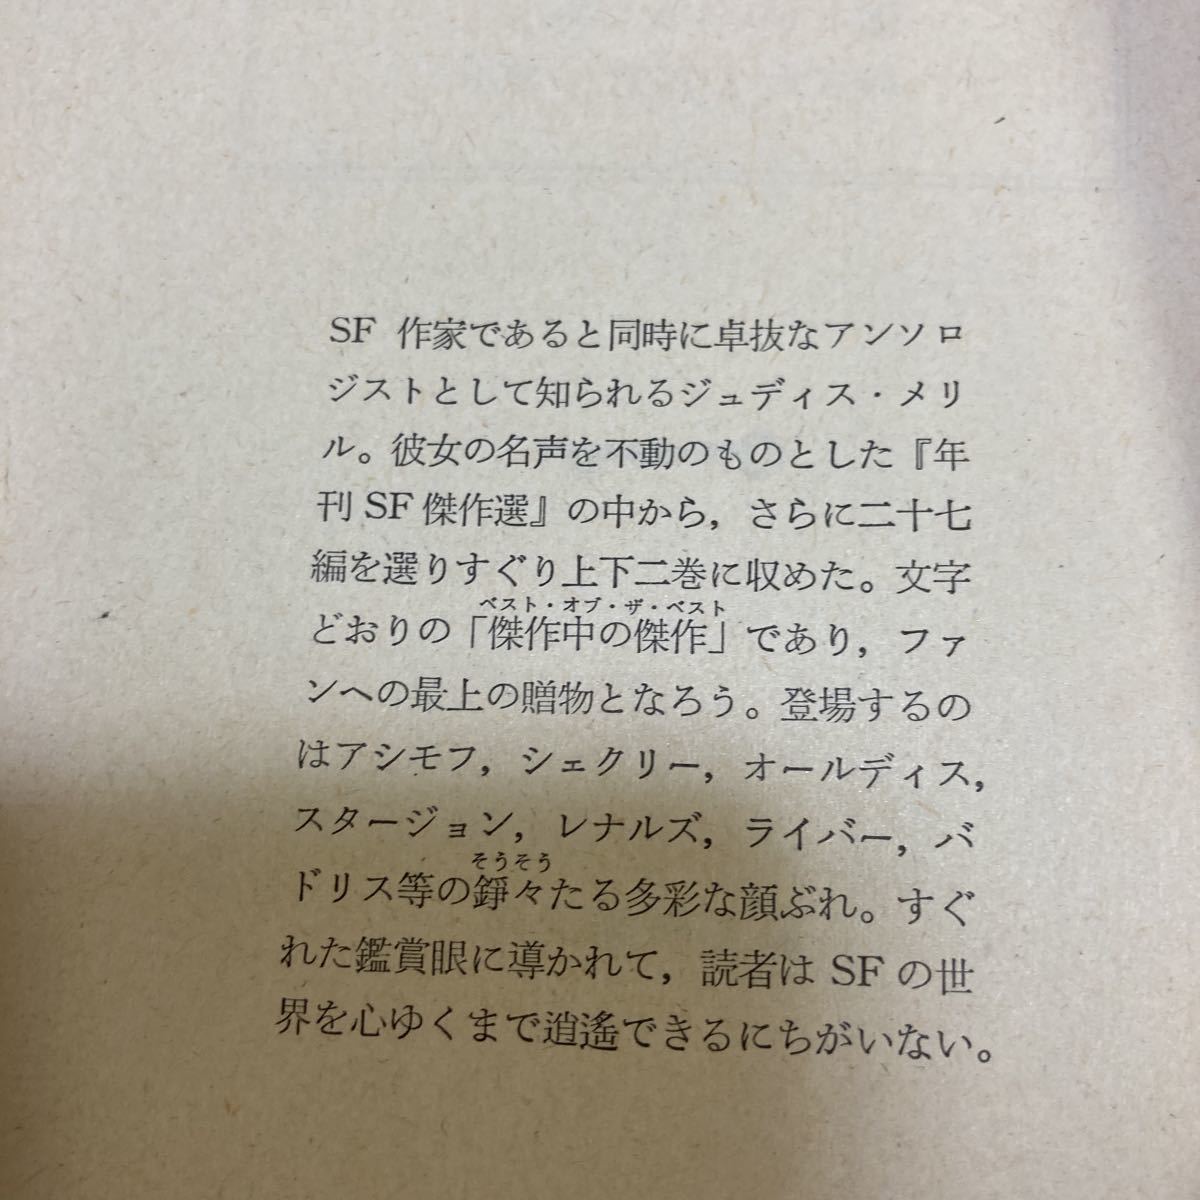 SF 作家であると同時に卓抜なアンソロ
ジストとして知られるジュディス・メリ
ル。彼女の名声を不動のものとした『年
刊 SF 傑作選』の中から，さらに二十七
編を選りすぐり上下二巻に収めた。文字
ベスト・オブ・ザ・ベスト
どおりの「傑作中の傑作」であり，ファ
ンへの最上の贈物となろう。登場するの
はアシモフ，シェクリー，オールディス，
スタージョン，レナルズ，ライバー，バ
そうそう
ドリス等の錚々たる多彩な顔ぶれ。すぐ
れた鑑賞眼に導かれて，読者は SF の世
界を心ゆくまで逍遙できるにちがいない。